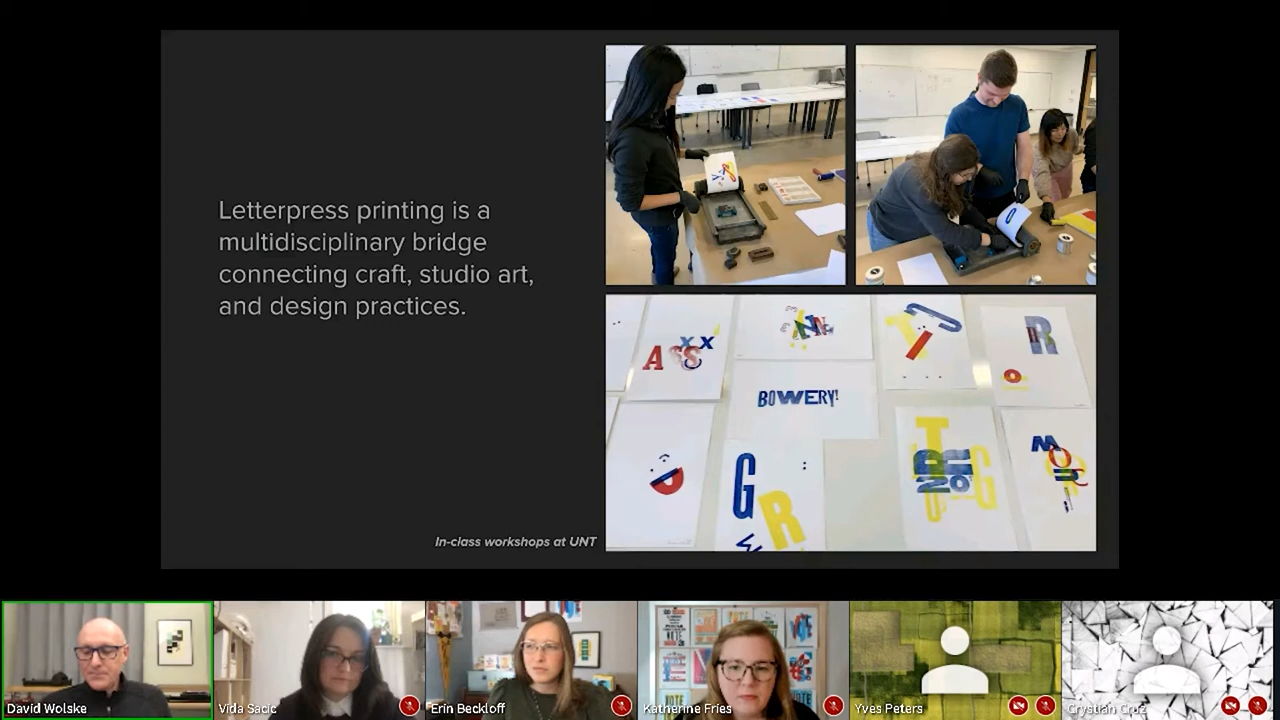 Letterpress printing is a
multidisciplinary bridge
connecting craft, studio art,
and design practices.
In-class workshops at UNT
BOWERY!
G
R
R
O
VOTE
David Wolske
Vida Sacic
Erin Beckloff
Katherine Fries
Yves Peters
Crystian Cruz